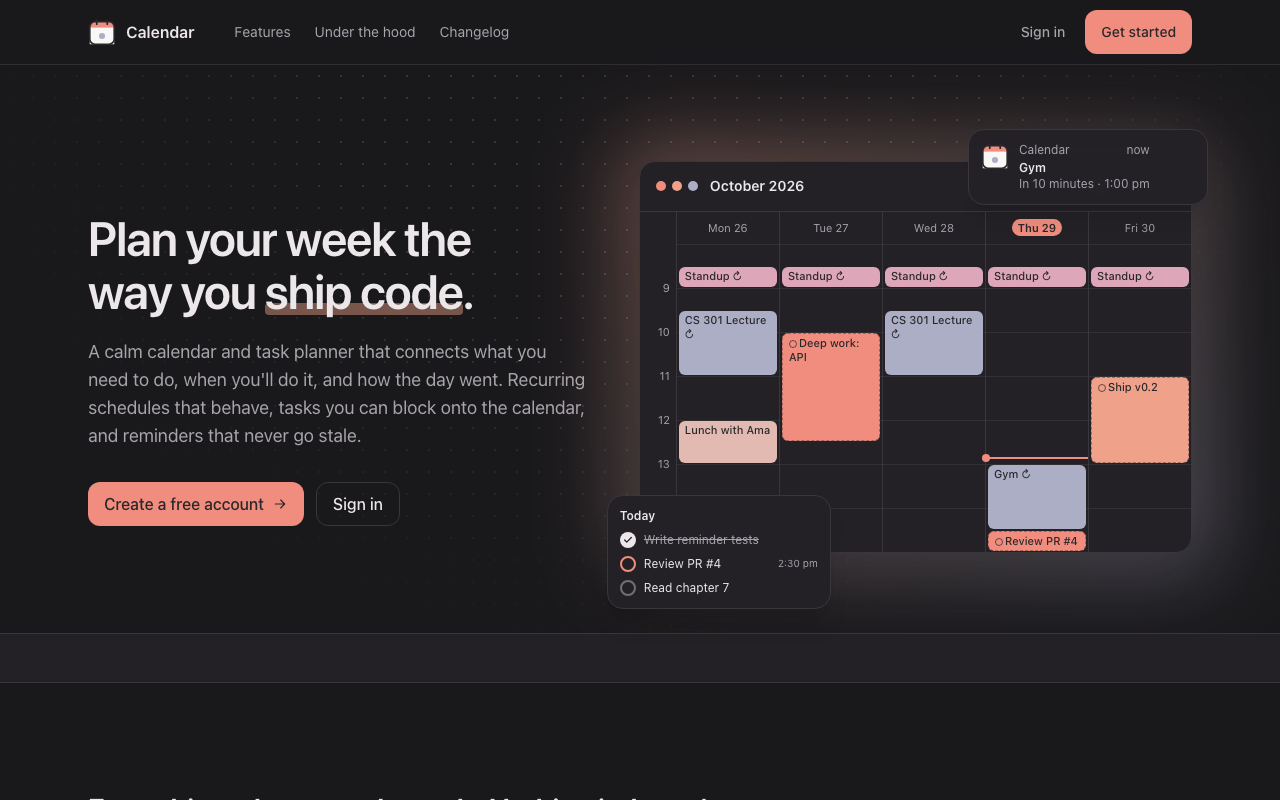 Calendar
Features
Under the hood
Changelog
Sign in
Get started
Plan your week the
way you ship code.
A calm calendar and task planner that connects what you
need to do, when you'll do it, and how the day went. Recurring
schedules that behave, tasks you can block onto the calendar,
and reminders that never go stale.
Create a free account →
Sign in
October 2026
Calendar now
Gym
In 10 minutes · 1:00 pm
Mon 26
Tue 27
Wed 28
Thu 29
Fri 30
Standup ↻
Standup ↻
Standup ↻
Standup ↻
Standup ↻
9
CS 301 Lecture
↻
CS 301 Lecture
↻
10
Deep work:
API
11
Ship v0.2
12
Lunch with Ama
13
Gym ↻
Review PR #4
Today
Write reminder tests
Review PR #4 2:30 pm
Read chapter 7